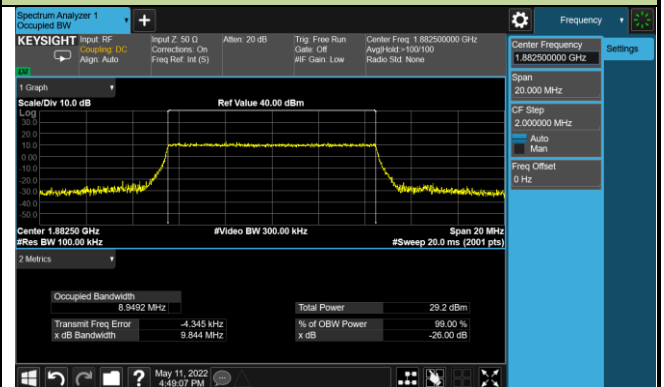 Spectrum Analyzer 1
Occupied BW
+
Frequency
KEYSIGHT
Input: RF
Coupling: DC
Align: Auto
Input Z: 50 Ω
Corrections: On
Freq Ref: Int (S)
Atten: 20 dB
Trig: Free Run
Gate: Off
#IF Gain: Low
Center Freq: 1.882500000 GHz
Avg|Hold:>100/100
Radio Std: None
LXI
Center Frequency
1.882500000 GHz
Settings
Span
20.000 MHz
CF Step
2.000000 MHz
Auto
Man
Freq Offset
0 Hz
1 Graph
Scale/Div 10.0 dB
Ref Value 40.00 dBm
Log
30.0
20.0
10.0
0.00
-10.0
-20.0
-30.0
-40.0
-50.0
Center 1.88250 GHz
#Video BW 300.00 kHz
Span 20 MHz
#Res BW 100.00 kHz
#Sweep 20.0 ms (2001 pts)
2 Metrics
Occupied Bandwidth
8.9492 MHz
Total Power 29.2 dBm
Transmit Freq Error -4.345 kHz
% of OBW Power 99.00 %
x dB Bandwidth 9.844 MHz
x dB -26.00 dB
?
May 11, 2022
4:49:07 PM